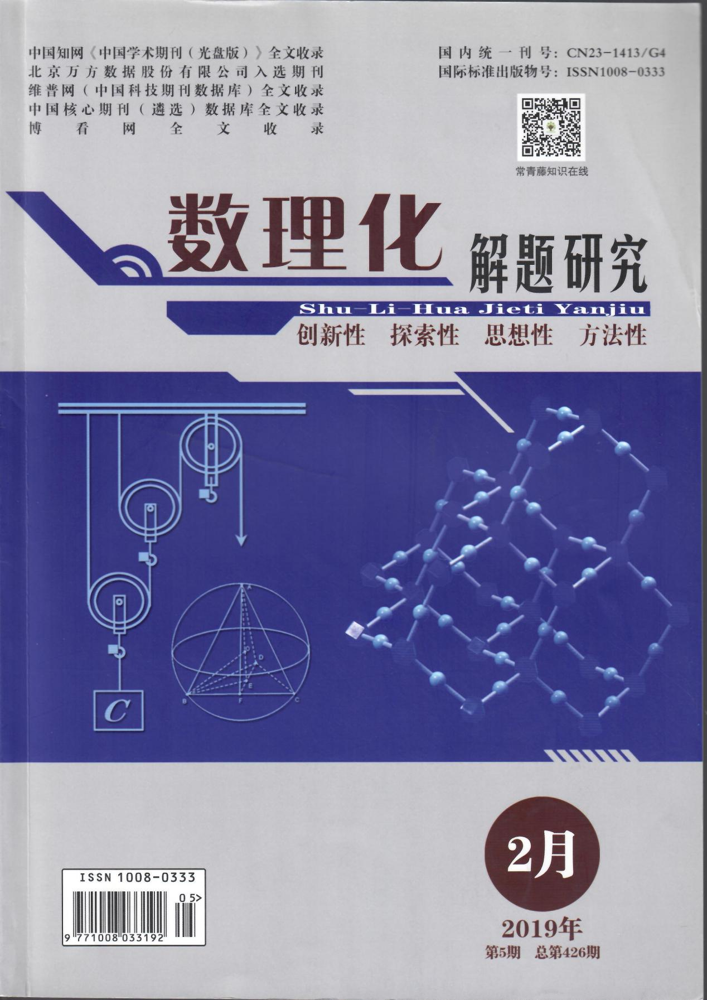 中国知网《中国学术期刊(光盘版)》全文收录
北京万方数据股份有限公司入选期刊
维普网(中国科技期刊数据库)全文收录
中国核心期刊(遴选)数据库全文收录
博看网全文收录
国内统一刊号: CN23-1413/G4
国际标准出版物号: ISSN1008-0333
常青藤知识在线
数理化
解题研究
Shu-Li-Hua Jieti Yanjiu
创新性 探索性 思想性 方法性
A
O
D
E
B
F
C
C
2月
2019年
第5期 总第426期
ISSN 1008-0333
05>
9 771008 033192